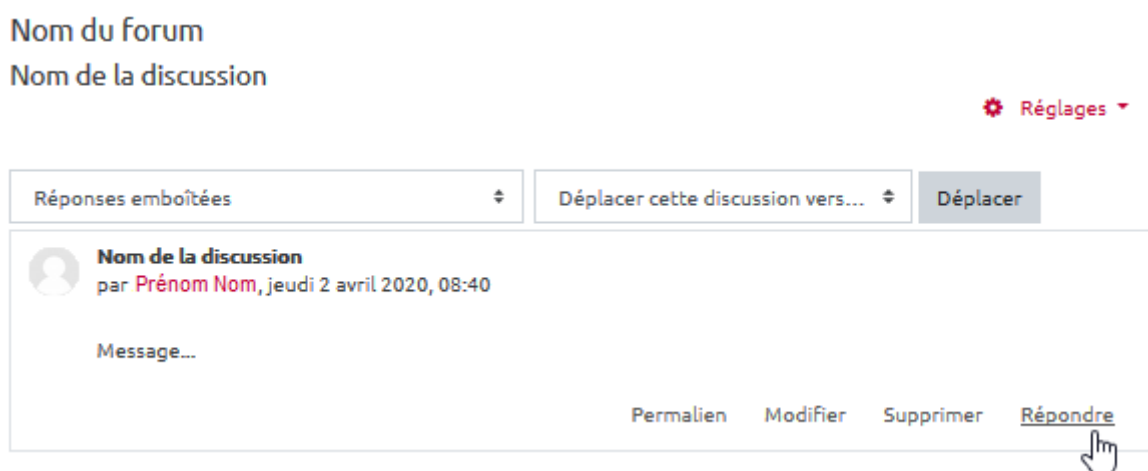 Nom du forum
Nom de la discussion
Réglages
Réponses emboîtées
Déplacer cette discussion vers... Déplacer
Nom de la discussion
par Prénom Nom, jeudi 2 avril 2020, 08:40
Message...
Permalien Modifier Supprimer Répondre